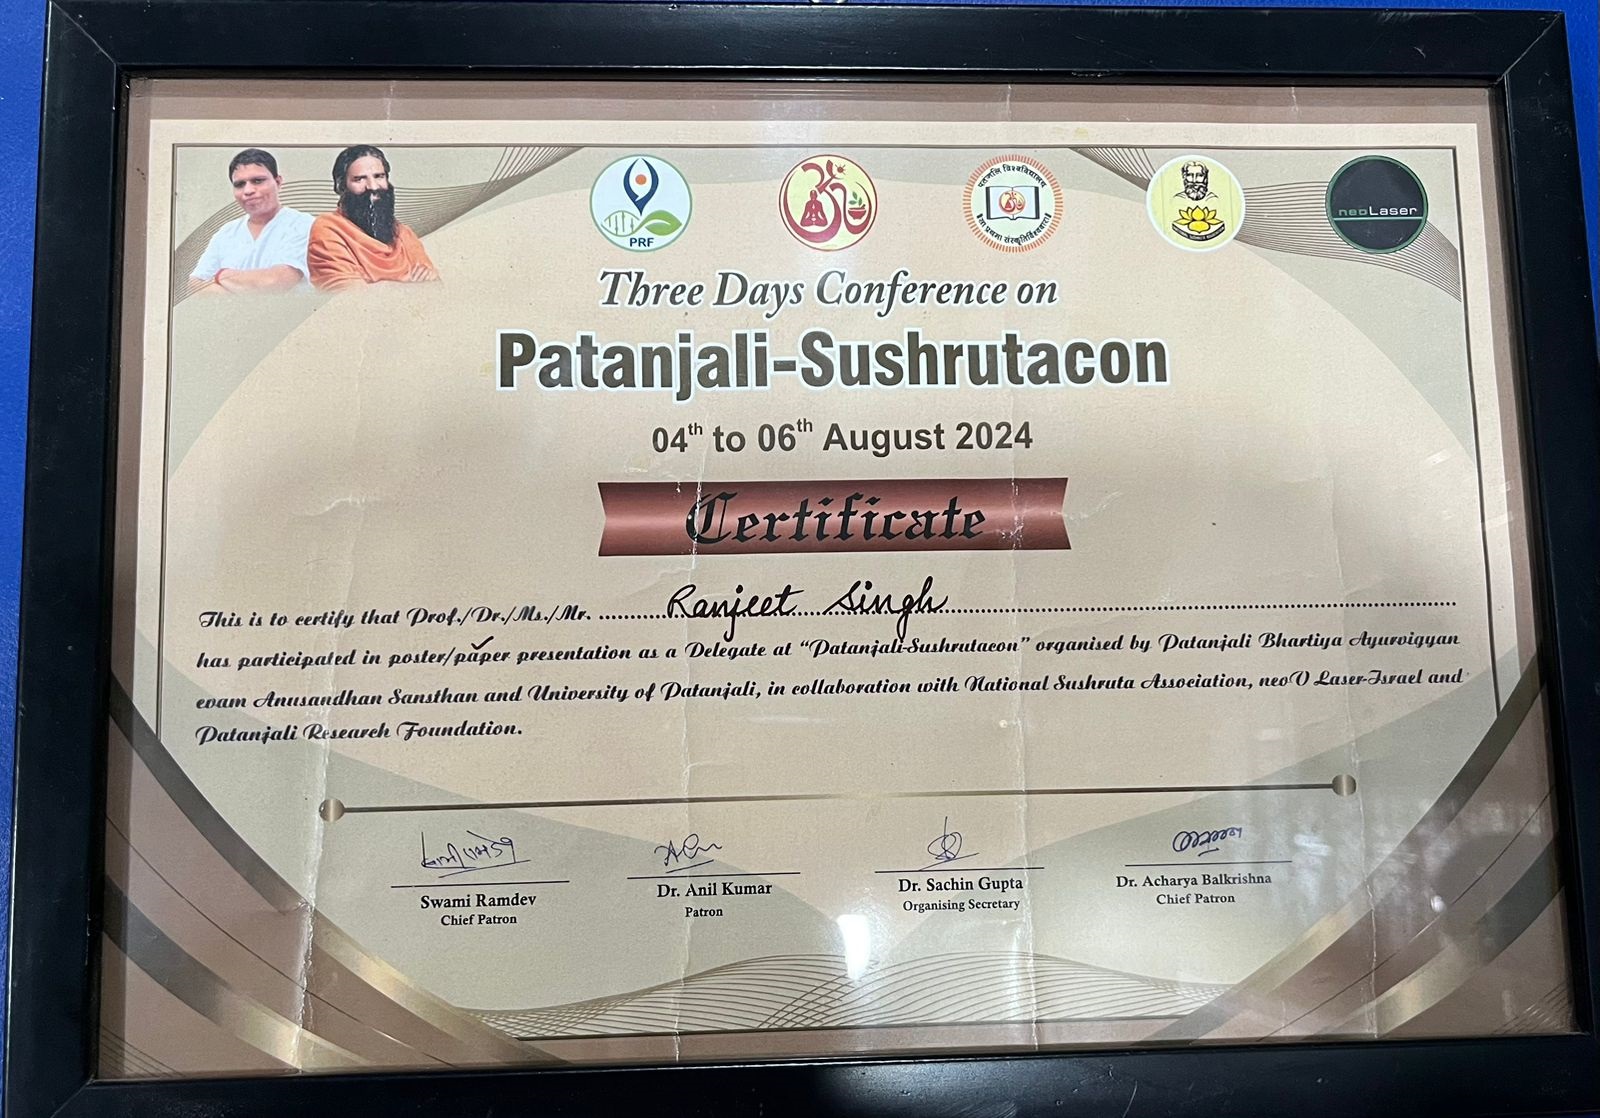 PRF
पतञ्जलि विश्वविद्यालय
neoLaser
Three Days Conference on
Patanjali-Sushrutacon
04th to 06th August 2024
Certificate
This is to certify that Prof./Dr./Ms./Mr. Ranjeet Singh
has participated in poster/paper presentation as a Delegate at “Patanjali-Sushrutacon” organised by Patanjali Bhartiya Ayurvigyan
evam Anusandhan Sansthan and University of Patanjali, in collaboration with National Sushruta Association, neoV Laser-Israel and
Patanjali Research Foundation.
Swami Ramdev
Chief Patron
Dr. Anil Kumar
Patron
Dr. Sachin Gupta
Organising Secretary
Dr. Acharya Balkrishna
Chief Patron